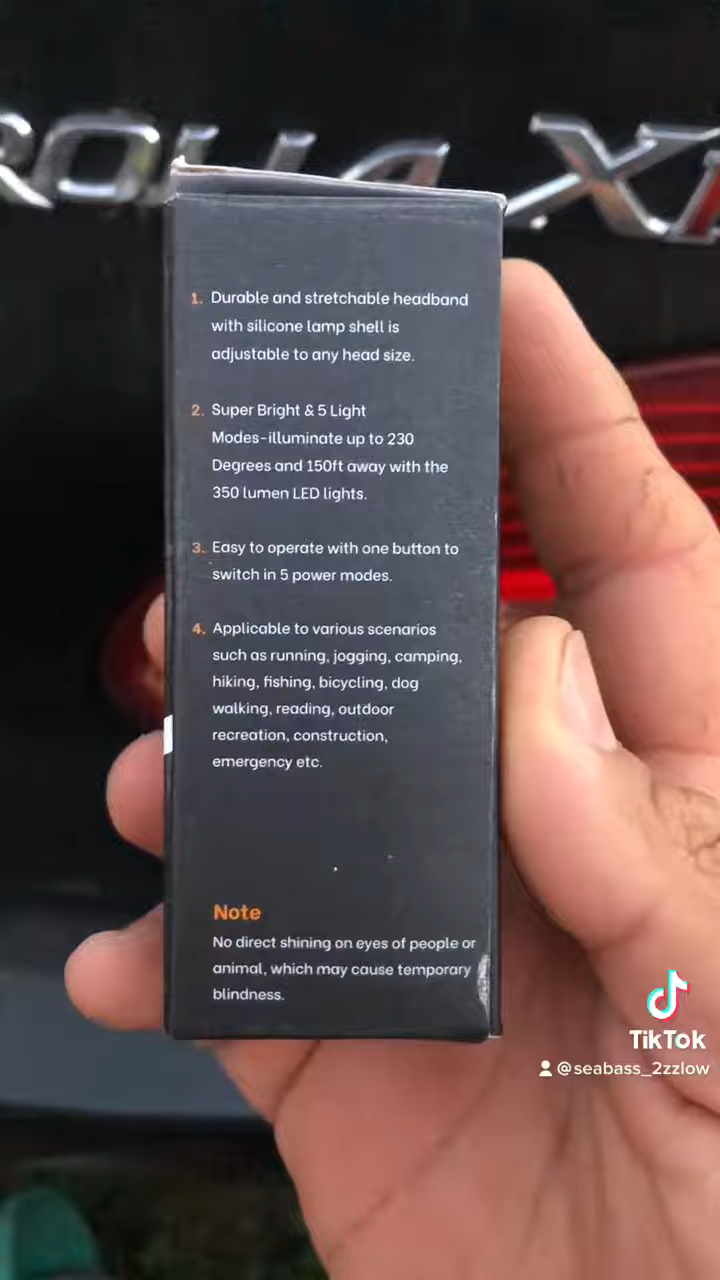 ROLLA XR
1. Durable and stretchable headband
with silicone lamp shell is
adjustable to any head size.
2. Super Bright & 5 Light
Modes-illuminate up to 230
Degrees and 150ft away with the
350 lumen LED lights.
3. Easy to operate with one button to
switch in 5 power modes.
4. Applicable to various scenarios
such as running, jogging, camping,
hiking, fishing, bicycling, dog
walking, reading, outdoor
recreation, construction,
emergency etc.
Note
No direct shining on eyes of people or
animal, which may cause temporary
blindness.
TikTok
@seabass_2zzlow